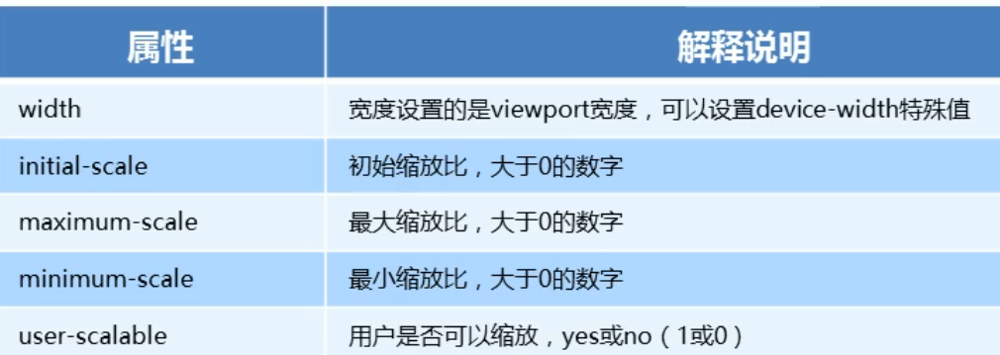 属性 解释说明
width 宽度设置的是viewport宽度，可以设置device-width特殊值
initial-scale 初始缩放比，大于0的数字
maximum-scale 最大缩放比，大于0的数字
minimum-scale 最小缩放比，大于0的数字
user-scalable 用户是否可以缩放，yes或no（1或0）